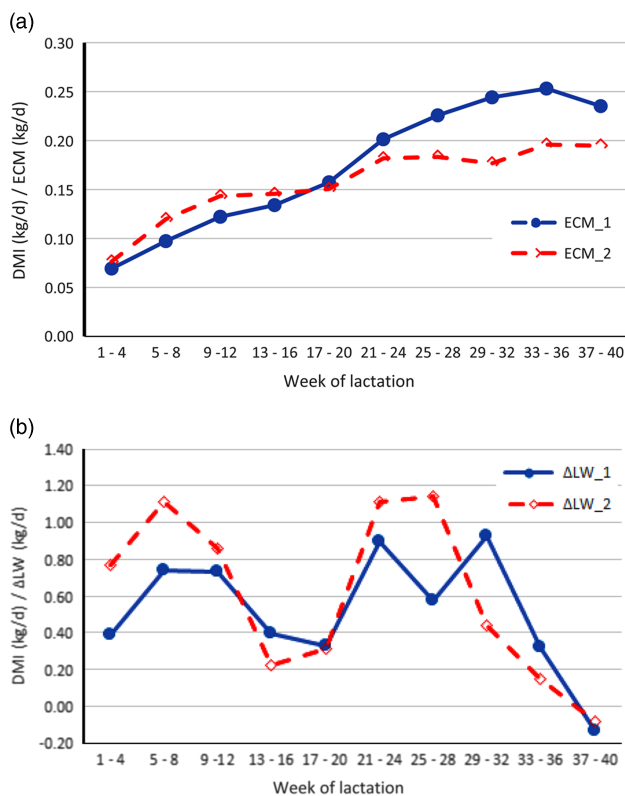 (a)
0.30
0.25
0.20
0.15
0.10
0.05
0.00
DMI (kg/d) / ECM (kg/d)
ECM_1
ECM_2
1 - 4 5 - 8 9 -12 13 - 16 17 - 20 21 - 24 25 - 28 29 - 32 33 - 36 37 - 40
Week of lactation
(b)
1.40
1.20
1.00
0.80
0.60
0.40
0.20
0.00
-0.20
DMI (kg/d) / ΔLW (kg/d)
ΔLW_1
ΔLW_2
1 - 4 5 - 8 9 -12 13 - 16 17 - 20 21 - 24 25 - 28 29 - 32 33 - 36 37 - 40
Week of lactation